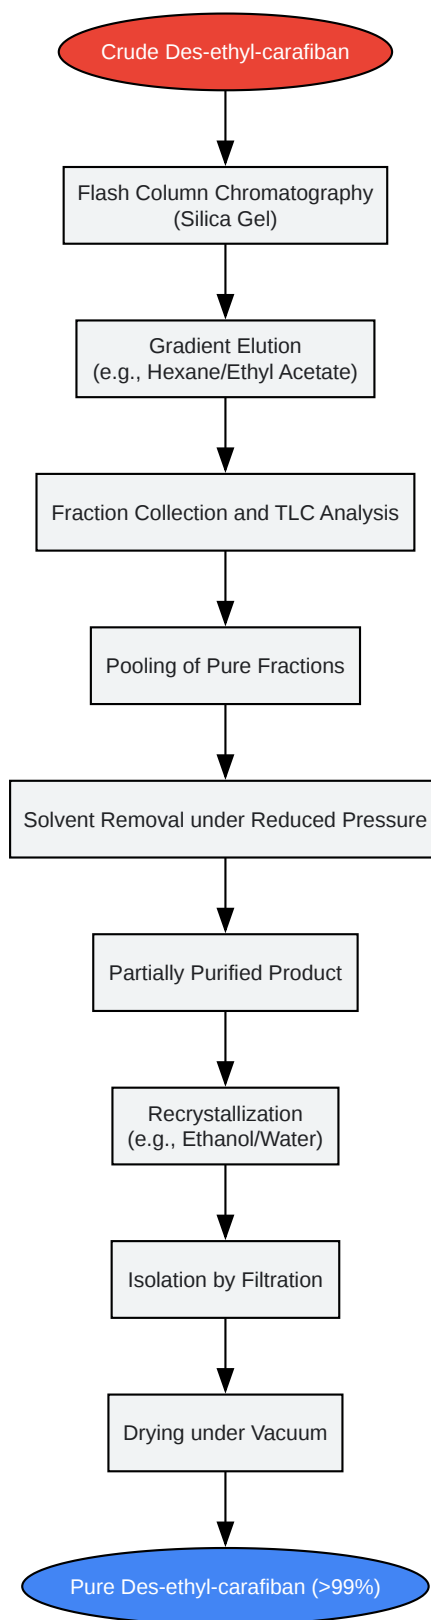 Crude Des-ethyl-carafiban
Flash Column Chromatography
(Silica Gel)
Gradient Elution
(e.g., Hexane/Ethyl Acetate)
Fraction Collection and TLC Analysis
Pooling of Pure Fractions
Solvent Removal under Reduced Pressure
Partially Purified Product
Recrystallization
(e.g., Ethanol/Water)
Isolation by Filtration
Drying under Vacuum
Pure Des-ethyl-carafiban (>99%)